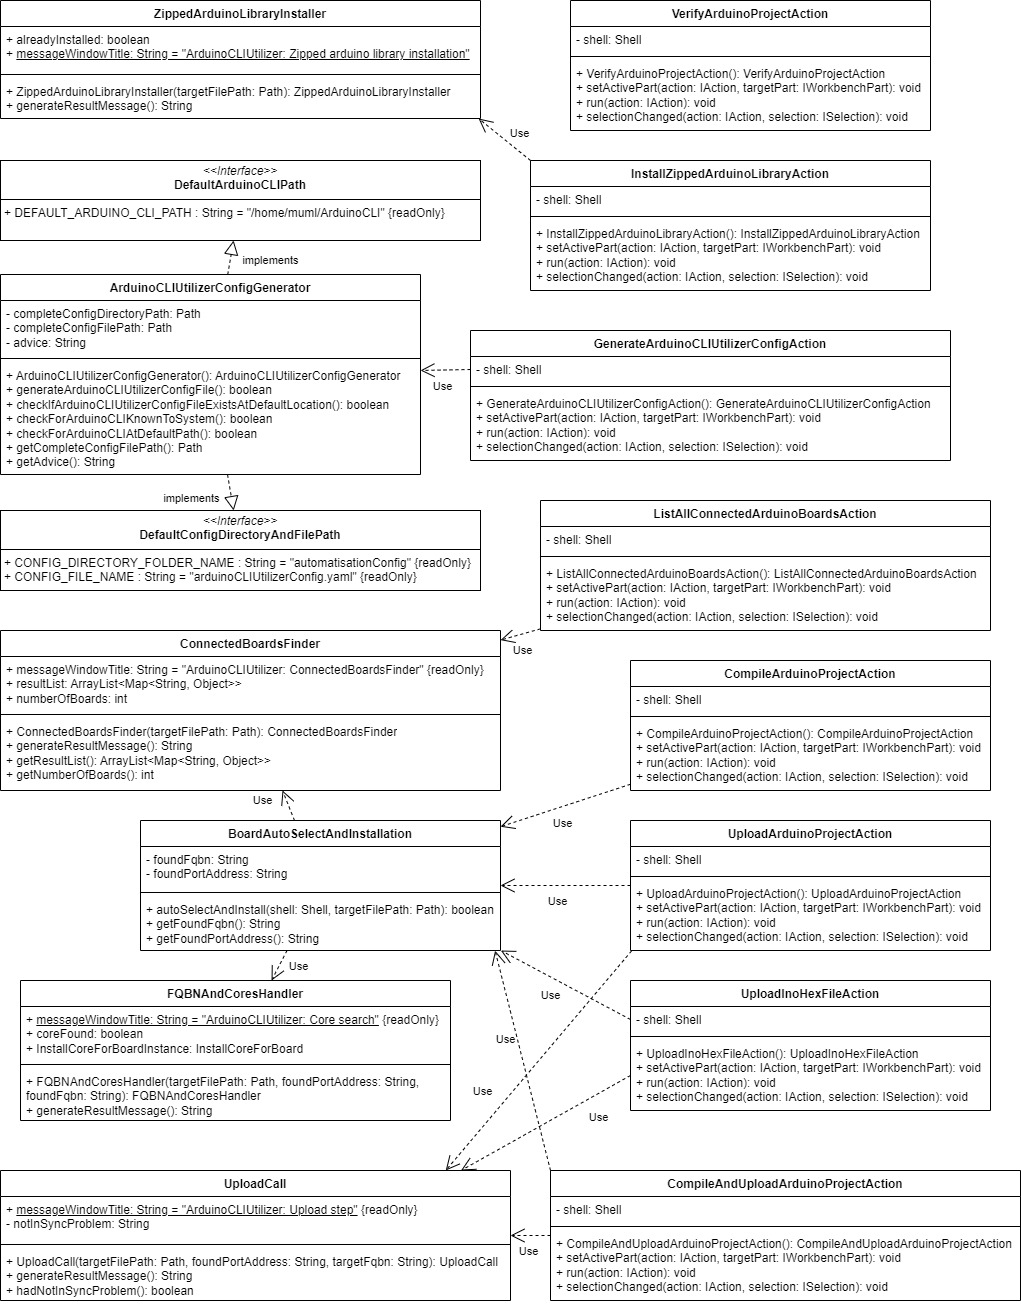 ZippedArduinoLibraryInstaller
+ alreadyInstalled: boolean
+ messageWindowTitle: String = "ArduinoCLIUtilizer: Zipped arduino library installation"
+ ZippedArduinoLibraryInstaller(targetFilePath: Path): ZippedArduinoLibraryInstaller
+ generateResultMessage(): String
VerifyArduinoProjectAction
- shell: Shell
+ VerifyArduinoProjectAction(): VerifyArduinoProjectAction
+ setActivePart(action: IAction, targetPart: IWorkbenchPart): void
+ run(action: IAction): void
+ selectionChanged(action: IAction, selection: ISelection): void
Use
<<Interface>>
DefaultArduinoCLIPath
+ DEFAULT_ARDUINO_CLI_PATH : String = "/home/muml/ArduinoCLI" {readOnly}
InstallZippedArduinoLibraryAction
- shell: Shell
+ InstallZippedArduinoLibraryAction(): InstallZippedArduinoLibraryAction
+ setActivePart(action: IAction, targetPart: IWorkbenchPart): void
+ run(action: IAction): void
+ selectionChanged(action: IAction, selection: ISelection): void
implements
ArduinoCLIUtilizerConfigGenerator
- completeConfigDirectoryPath: Path
- completeConfigFilePath: Path
- advice: String
+ ArduinoCLIUtilizerConfigGenerator(): ArduinoCLIUtilizerConfigGenerator
+ generateArduinoCLIUtilizerConfigFile(): boolean
+ checkIfArduinoCLIUtilizerConfigFileExistsAtDefaultLocation(): boolean
+ checkForArduinoCLIKnownToSystem(): boolean
+ checkForArduinoCLIAtDefaultPath(): boolean
+ getCompleteConfigFilePath(): Path
+ getAdvice(): String
Use
GenerateArduinoCLIUtilizerConfigAction
- shell: Shell
+ GenerateArduinoCLIUtilizerConfigAction(): GenerateArduinoCLIUtilizerConfigAction
+ setActivePart(action: IAction, targetPart: IWorkbenchPart): void
+ run(action: IAction): void
+ selectionChanged(action: IAction, selection: ISelection): void
implements
<<Interface>>
DefaultConfigDirectoryAndFilePath
+ CONFIG_DIRECTORY_FOLDER_NAME : String = "automatisationConfig" {readOnly}
+ CONFIG_FILE_NAME : String = "arduinoCLIUtilizerConfig.yaml" {readOnly}
ListAllConnectedArduinoBoardsAction
- shell: Shell
+ ListAllConnectedArduinoBoardsAction(): ListAllConnectedArduinoBoardsAction
+ setActivePart(action: IAction, targetPart: IWorkbenchPart): void
+ run(action: IAction): void
+ selectionChanged(action: IAction, selection: ISelection): void
Use
ConnectedBoardsFinder
+ messageWindowTitle: String = "ArduinoCLIUtilizer: ConnectedBoardsFinder" {readOnly}
+ resultList: ArrayList<Map<String, Object>>
+ numberOfBoards: int
+ ConnectedBoardsFinder(targetFilePath: Path): ConnectedBoardsFinder
+ generateResultMessage(): String
+ getResultList(): ArrayList<Map<String, Object>>
+ getNumberOfBoards(): int
CompileArduinoProjectAction
- shell: Shell
+ CompileArduinoProjectAction(): CompileArduinoProjectAction
+ setActivePart(action: IAction, targetPart: IWorkbenchPart): void
+ run(action: IAction): void
+ selectionChanged(action: IAction, selection: ISelection): void
Use
Use
BoardAutoSelectAndInstallation
- foundFqbn: String
- foundPortAddress: String
+ autoSelectAndInstall(shell: Shell, targetFilePath: Path): boolean
+ getFoundFqbn(): String
+ getFoundPortAddress(): String
UploadArduinoProjectAction
- shell: Shell
+ UploadArduinoProjectAction(): UploadArduinoProjectAction
+ setActivePart(action: IAction, targetPart: IWorkbenchPart): void
+ run(action: IAction): void
+ selectionChanged(action: IAction, selection: ISelection): void
Use
Use
Use
FQBNAndCoresHandler
+ messageWindowTitle: String = "ArduinoCLIUtilizer: Core search" {readOnly}
+ coreFound: boolean
+ InstallCoreForBoardInstance: InstallCoreForBoard
+ FQBNAndCoresHandler(targetFilePath: Path, foundPortAddress: String,
foundFqbn: String): FQBNAndCoresHandler
+ generateResultMessage(): String
UploadInoHexFileAction
- shell: Shell
+ UploadInoHexFileAction(): UploadInoHexFileAction
+ setActivePart(action: IAction, targetPart: IWorkbenchPart): void
+ run(action: IAction): void
+ selectionChanged(action: IAction, selection: ISelection): void
Use
Use
Use
UploadCall
+ messageWindowTitle: String = "ArduinoCLIUtilizer: Upload step" {readOnly}
- notInSyncProblem: String
+ UploadCall(targetFilePath: Path, foundPortAddress: String, targetFqbn: String): UploadCall
+ generateResultMessage(): String
+ hadNotInSyncProblem(): boolean
Use
CompileAndUploadArduinoProjectAction
- shell: Shell
+ CompileAndUploadArduinoProjectAction(): CompileAndUploadArduinoProjectAction
+ setActivePart(action: IAction, targetPart: IWorkbenchPart): void
+ run(action: IAction): void
+ selectionChanged(action: IAction, selection: ISelection): void